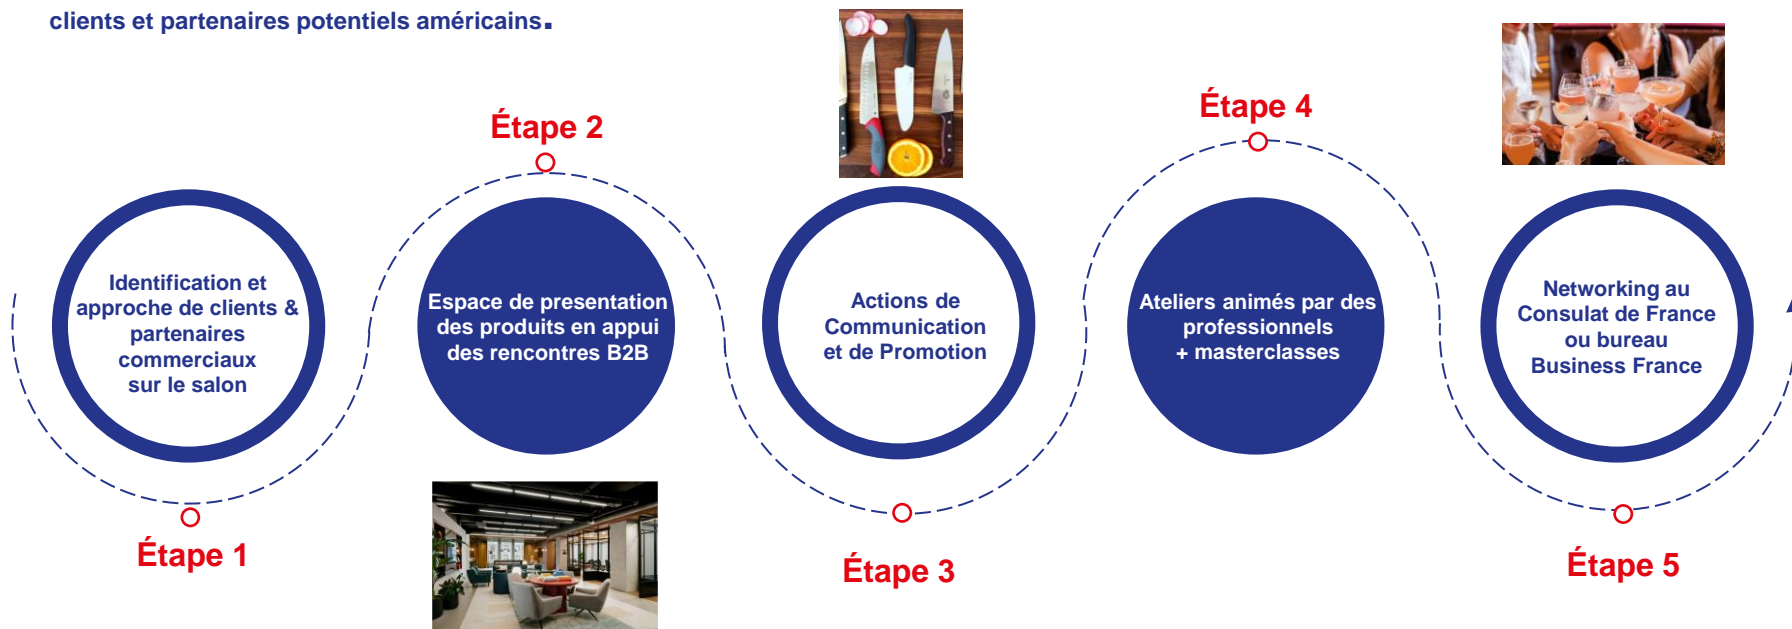 clients et partenaires potentiels américains.
Étape 2
Étape 4
Identification et
approche de clients &
partenaires
commerciaux
sur le salon
Espace de presentation
des produits en appui
des rencontres B2B
Actions de
Communication
et de Promotion
Ateliers animés par des
professionnels
+ masterclasses
Networking au
Consulat de France
ou bureau
Business France
Étape 1
Étape 3
Étape 5